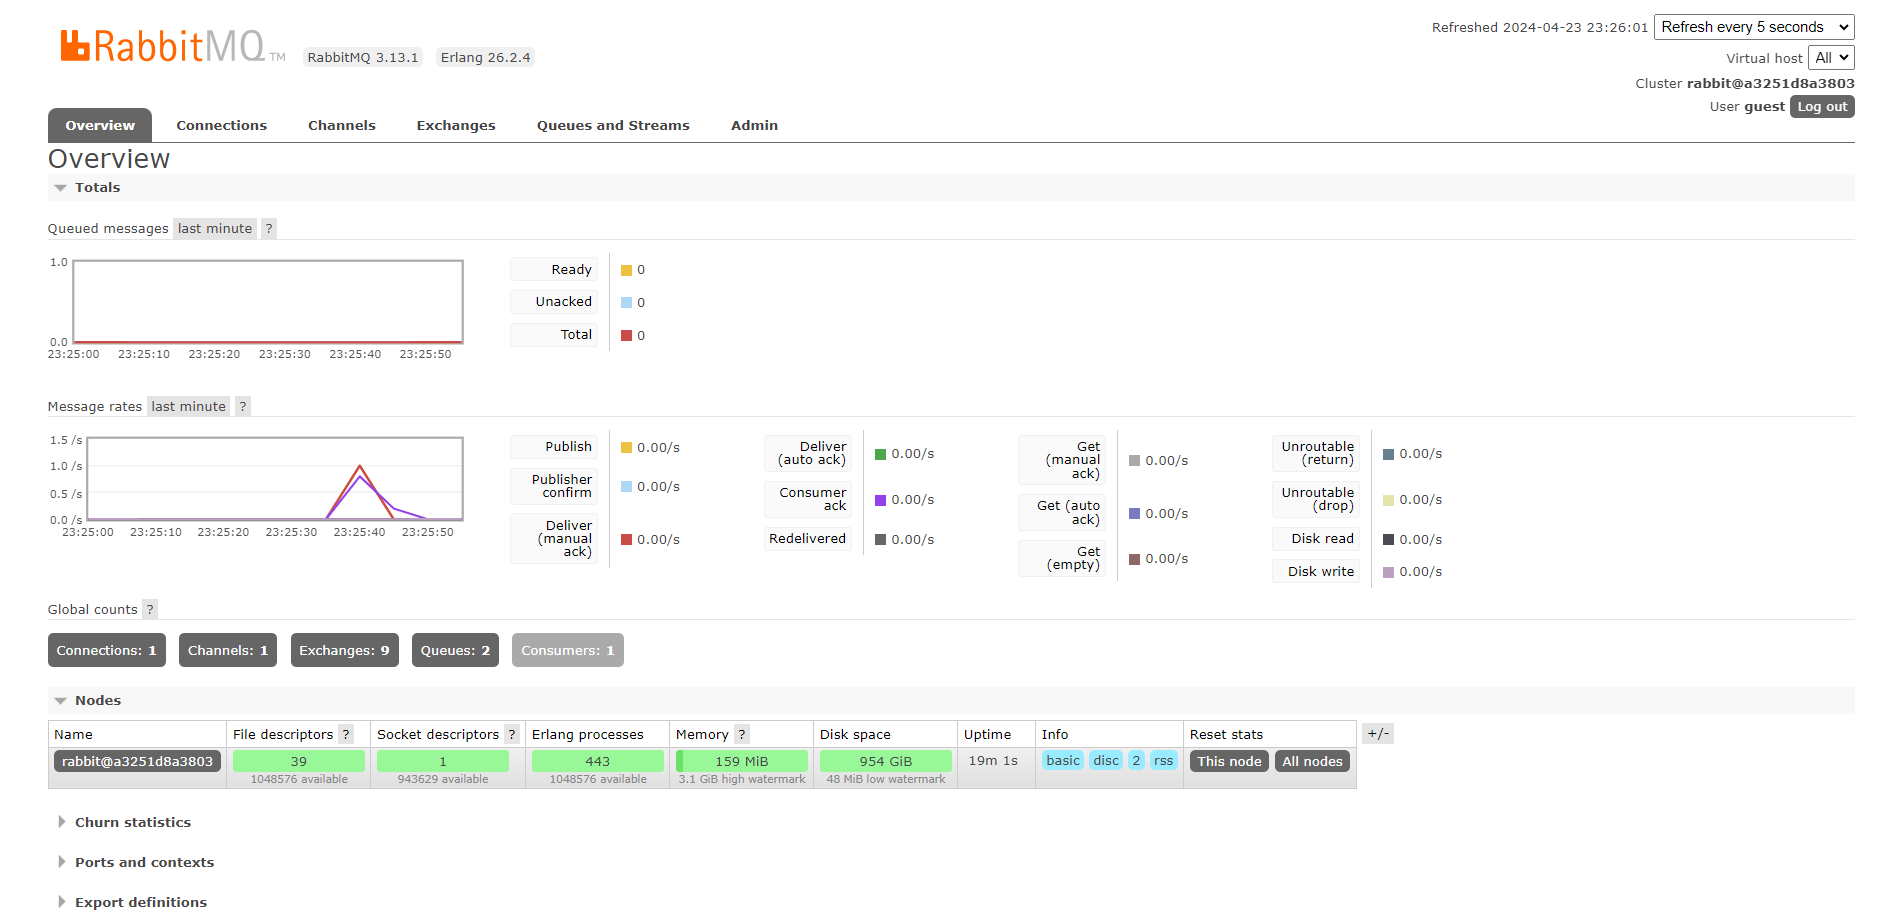 RabbitMQ TM RabbitMQ 3.13.1 Erlang 26.2.4
Refreshed 2024-04-23 23:26:01 Refresh every 5 seconds
Virtual host All
Cluster rabbit@a3251d8a3803
User guest Log out
Overview Connections Channels Exchanges Queues and Streams Admin
Overview
Totals
Queued messages last minute ?
1.0
0.0
23:25:00 23:25:10 23:25:20 23:25:30 23:25:40 23:25:50
Ready 0
Unacked 0
Total 0
Message rates last minute ?
1.5 /s
1.0 /s
0.5 /s
0.0 /s
23:25:00 23:25:10 23:25:20 23:25:30 23:25:40 23:25:50
Publish 0.00/s
Publisher
confirm 0.00/s
Deliver
(manual 0.00/s
ack)
Deliver
(auto ack) 0.00/s
Consumer
ack 0.00/s
Redelivered 0.00/s
Get
(manual 0.00/s
ack)
Get (auto
ack) 0.00/s
Get
(empty) 0.00/s
Unroutable
(return) 0.00/s
Unroutable
(drop) 0.00/s
Disk read 0.00/s
Disk write 0.00/s
Global counts ?
Connections: 1 Channels: 1 Exchanges: 9 Queues: 2 Consumers: 1
Nodes
Name File descriptors ? Socket descriptors ? Erlang processes Memory ? Disk space Uptime Info Reset stats +/-
rabbit@a3251d8a3803 39 1 443 159 MiB 954 GiB 19m 1s basic disc 2 rss This node All nodes
1048576 available 943629 available 1048576 available 3.1 GiB high watermark 48 MiB low watermark
Churn statistics
Ports and contexts
Export definitions